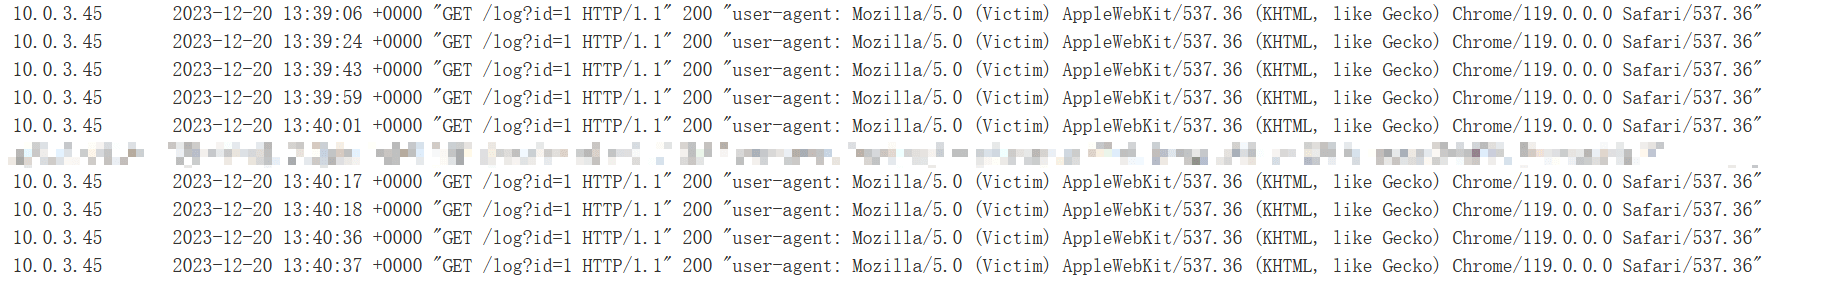 10.0.3.45 2023-12-20 13:39:06 +0000 "GET /log?id=1 HTTP/1.1" 200 "user-agent: Mozilla/5.0 (Victim) AppleWebKit/537.36 (KHTML, like Gecko) Chrome/119.0.0.0 Safari/537.36"
10.0.3.45 2023-12-20 13:39:24 +0000 "GET /log?id=1 HTTP/1.1" 200 "user-agent: Mozilla/5.0 (Victim) AppleWebKit/537.36 (KHTML, like Gecko) Chrome/119.0.0.0 Safari/537.36"
10.0.3.45 2023-12-20 13:39:43 +0000 "GET /log?id=1 HTTP/1.1" 200 "user-agent: Mozilla/5.0 (Victim) AppleWebKit/537.36 (KHTML, like Gecko) Chrome/119.0.0.0 Safari/537.36"
10.0.3.45 2023-12-20 13:39:59 +0000 "GET /log?id=1 HTTP/1.1" 200 "user-agent: Mozilla/5.0 (Victim) AppleWebKit/537.36 (KHTML, like Gecko) Chrome/119.0.0.0 Safari/537.36"
10.0.3.45 2023-12-20 13:40:01 +0000 "GET /log?id=1 HTTP/1.1" 200 "user-agent: Mozilla/5.0 (Victim) AppleWebKit/537.36 (KHTML, like Gecko) Chrome/119.0.0.0 Safari/537.36"
10.0.3.45 2023-12-20 13:40:17 +0000 "GET /log?id=1 HTTP/1.1" 200 "user-agent: Mozilla/5.0 (Victim) AppleWebKit/537.36 (KHTML, like Gecko) Chrome/119.0.0.0 Safari/537.36"
10.0.3.45 2023-12-20 13:40:18 +0000 "GET /log?id=1 HTTP/1.1" 200 "user-agent: Mozilla/5.0 (Victim) AppleWebKit/537.36 (KHTML, like Gecko) Chrome/119.0.0.0 Safari/537.36"
10.0.3.45 2023-12-20 13:40:36 +0000 "GET /log?id=1 HTTP/1.1" 200 "user-agent: Mozilla/5.0 (Victim) AppleWebKit/537.36 (KHTML, like Gecko) Chrome/119.0.0.0 Safari/537.36"
10.0.3.45 2023-12-20 13:40:37 +0000 "GET /log?id=1 HTTP/1.1" 200 "user-agent: Mozilla/5.0 (Victim) AppleWebKit/537.36 (KHTML, like Gecko) Chrome/119.0.0.0 Safari/537.36"